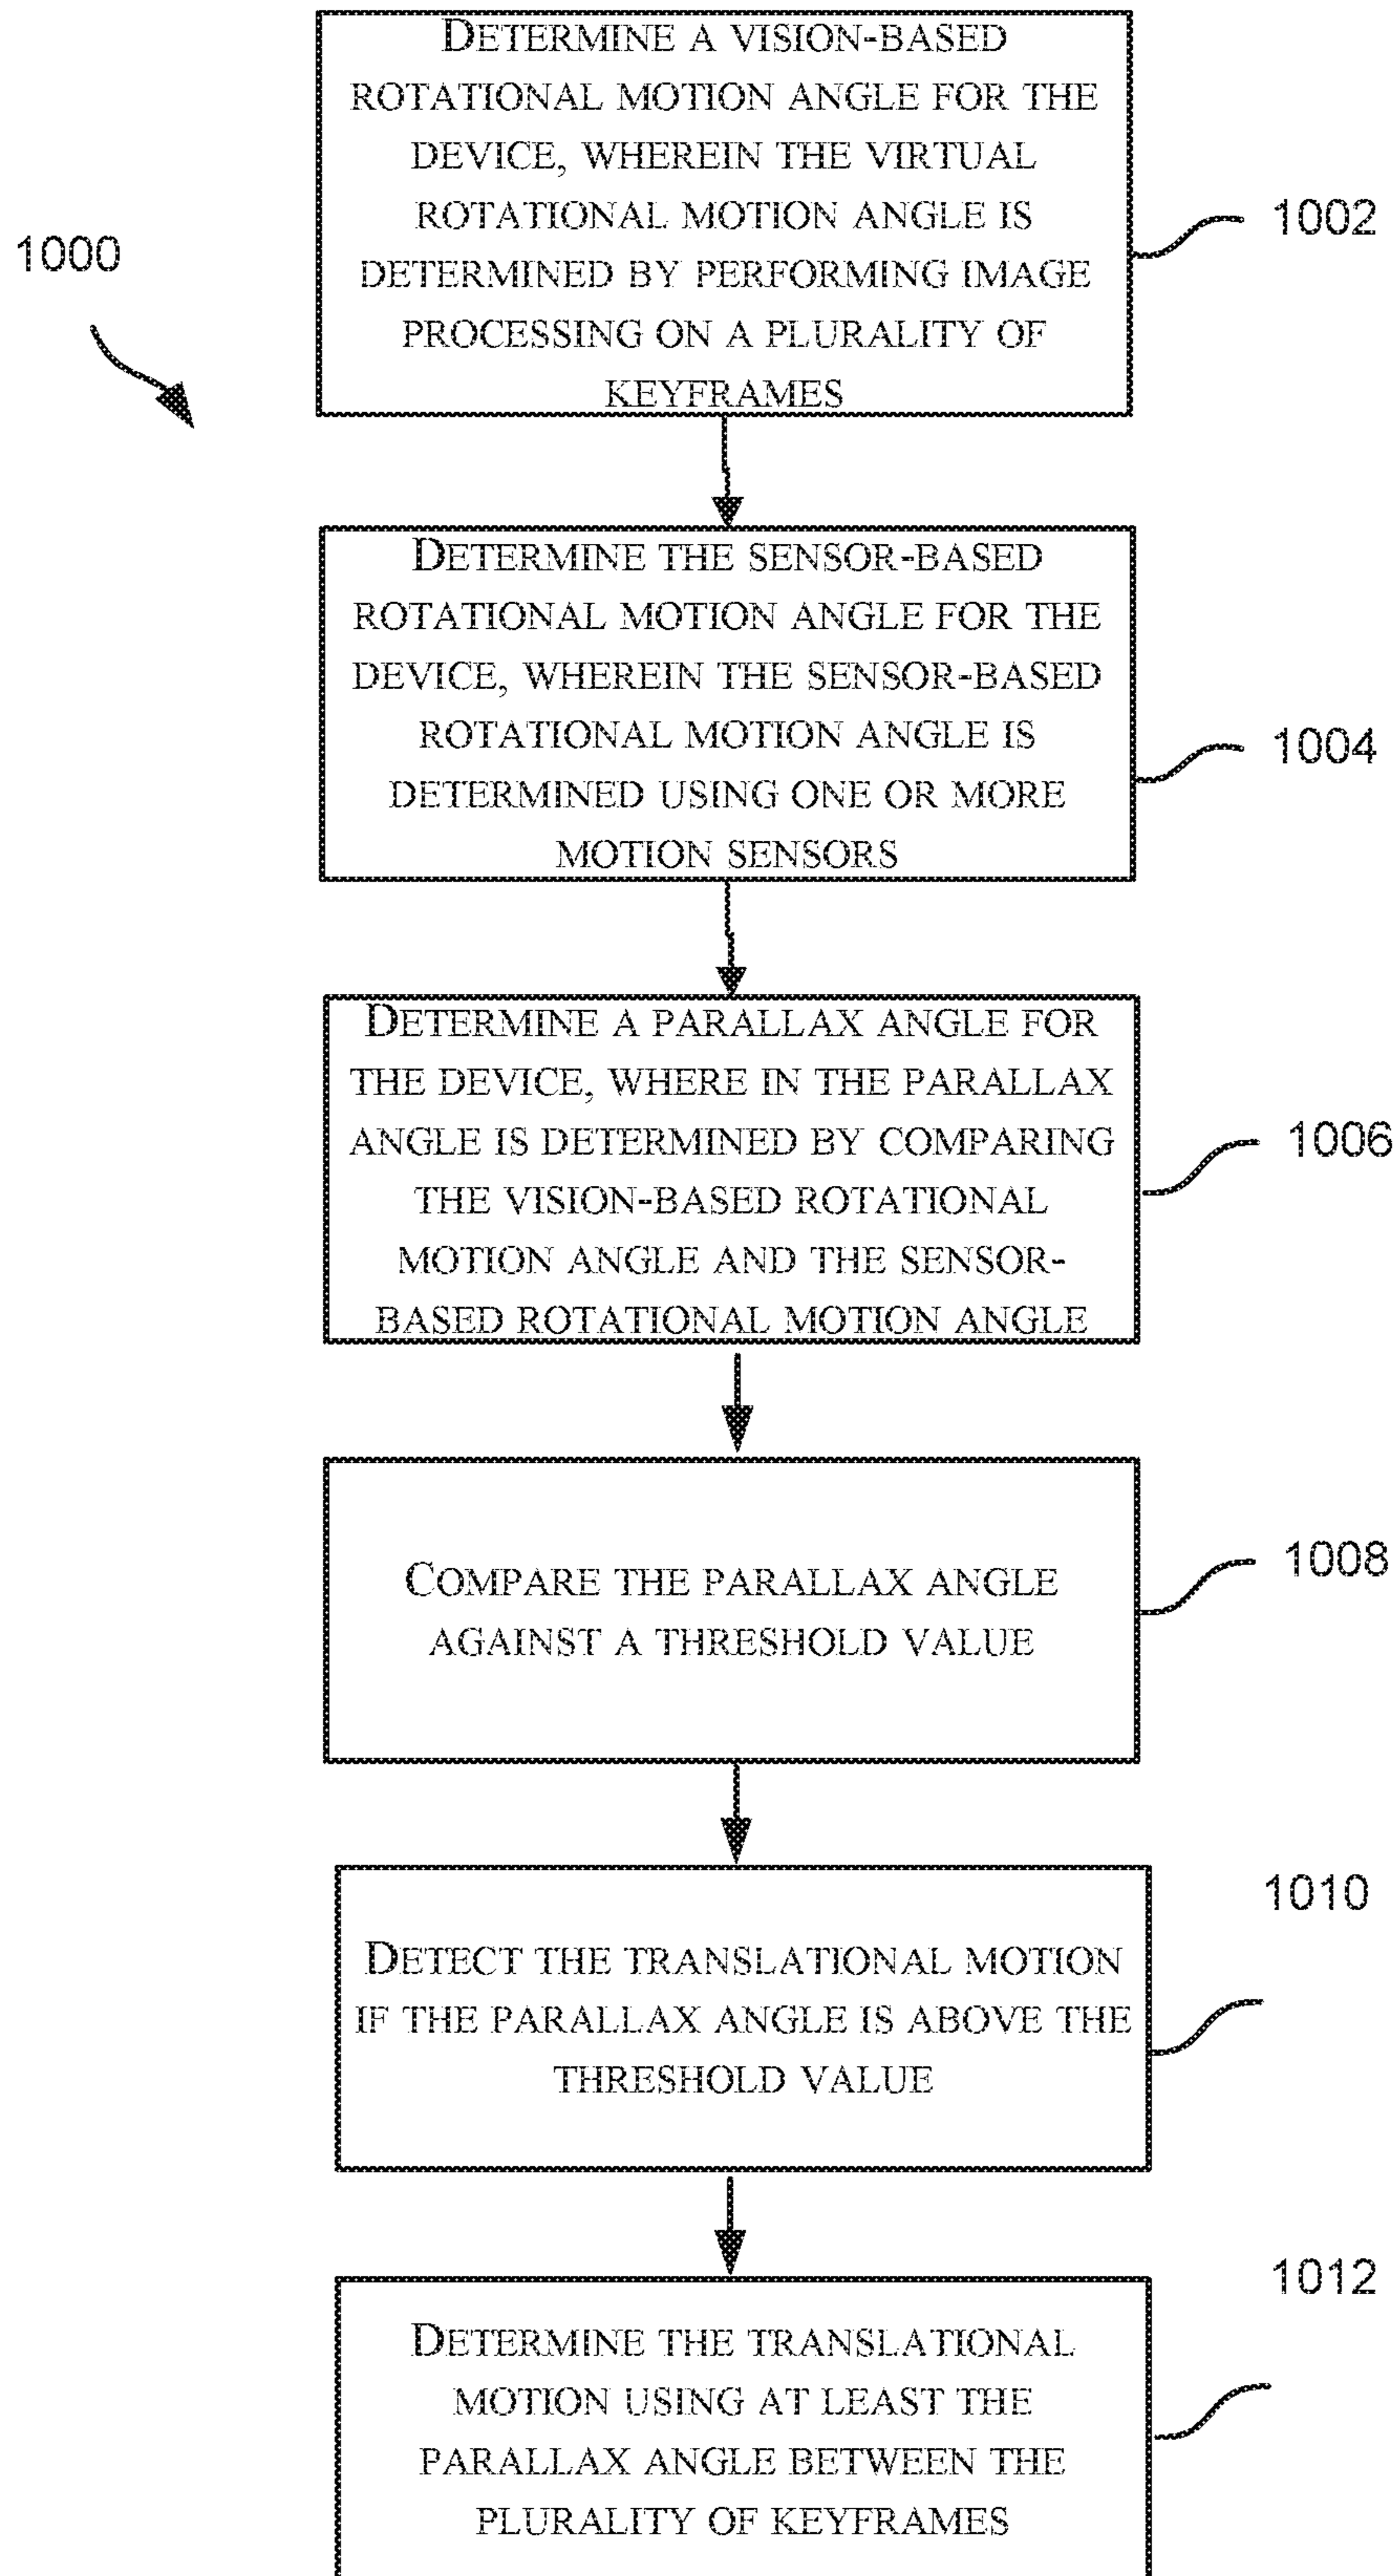 1000
DETERMINE A VISION-BASED
ROTATIONAL MOTION ANGLE FOR THE
DEVICE, WHEREIN THE VIRTUAL
ROTATIONAL MOTION ANGLE IS
DETERMINED BY PERFORMING IMAGE
PROCESSING ON A PLURALITY OF
KEYFRAMES
1002
DETERMINE THE SENSOR-BASED
ROTATIONAL MOTION ANGLE FOR THE
DEVICE, WHEREIN THE SENSOR-BASED
ROTATIONAL MOTION ANGLE IS
DETERMINED USING ONE OR MORE
MOTION SENSORS
1004
DETERMINE A PARALLAX ANGLE FOR
THE DEVICE, WHERE IN THE PARALLAX
ANGLE IS DETERMINED BY COMPARING
THE VISION-BASED ROTATIONAL
MOTION ANGLE AND THE SENSOR-
BASED ROTATIONAL MOTION ANGLE
1006
COMPARE THE PARALLAX ANGLE
AGAINST A THRESHOLD VALUE
1008
DETECT THE TRANSLATIONAL MOTION
IF THE PARALLAX ANGLE IS ABOVE THE
THRESHOLD VALUE
1010
DETERMINE THE TRANSLATIONAL
MOTION USING AT LEAST THE
PARALLAX ANGLE BETWEEN THE
PLURALITY OF KEYFRAMES
1012